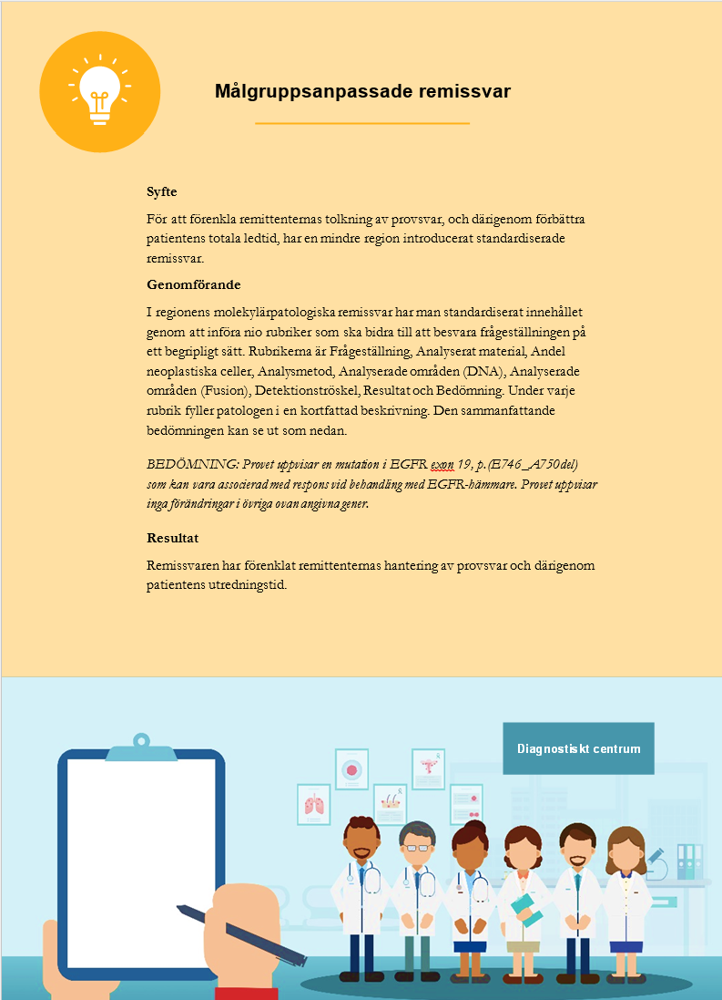 Målgruppsanpassade remissvar
Syfte
För att förenkla remittenternas tolkning av provsvar, och därigenom förbättra
patientens totala ledtid, har en mindre region introducerat standardiserade
remissvar.
Genomförande
I regionens molekylärpatologiska remissvar har man standardiserat innehållet
genom att införa nio rubriker som ska bidra till att besvara frågeställningen på
ett begripligt sätt. Rubrikerna är Frågeställning, Analyserat material, Andel
neoplastiska celler, Analysmetod, Analyserade områden (DNA), Analyserade
områden (Fusion), Detektionströskel, Resultat och Bedömning. Under varje
rubrik fyller patologen i en kortfattad beskrivning. Den sammanfattande
bedömningen kan se ut som nedan.
BEDÖMNING: Provet uppvisar en mutation i EGFR exon 19, p.(E746_A750del)
som kan vara associerad med respons vid behandling med EGFR-hämmare. Provet uppvisar
inga förändringar i övriga ovan angivna gener.
Resultat
Remissvaren har förenklat remittenternas hantering av provsvar och därigenom
patientens utredningstid.
Diagnostiskt centrum